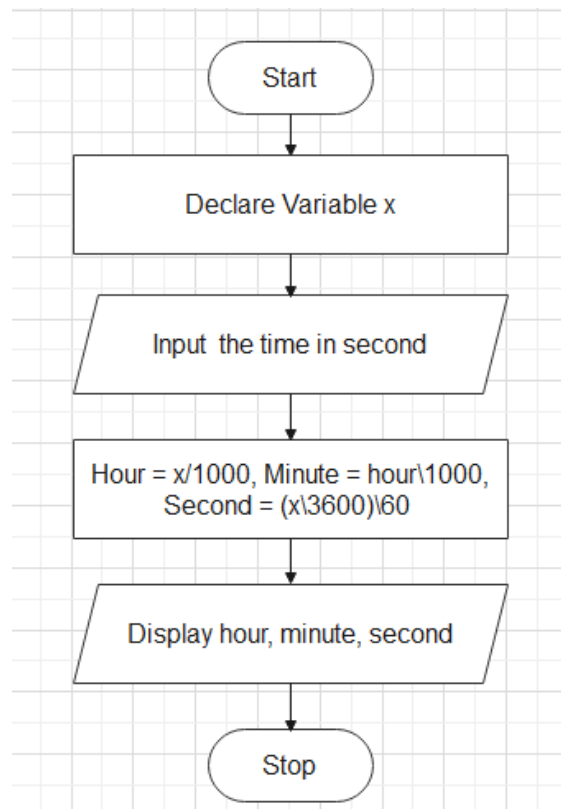 Start
Declare Variable x
Input the time in second
Hour = x/1000, Minute = hour\1000,
Second = (x\3600)\60
Display hour, minute, second
Stop